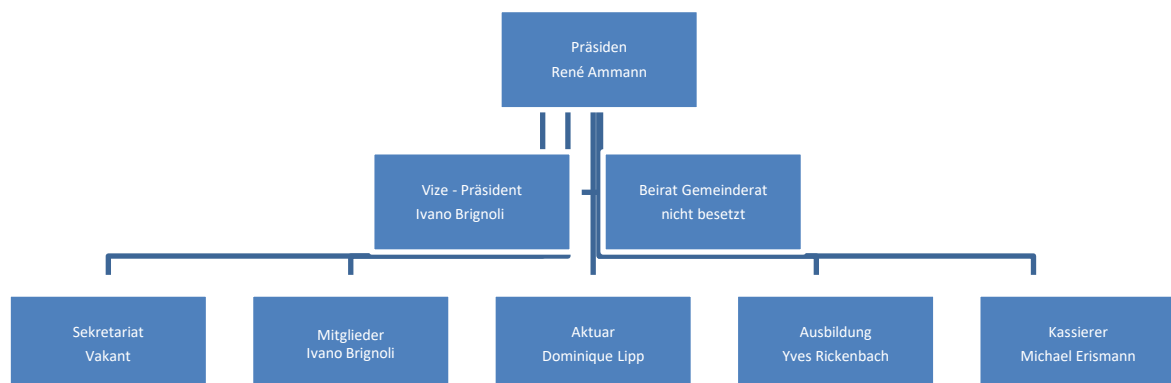 Präsiden
René Ammann
Vize - Präsident
Ivano Brignoli
Beirat Gemeinderat
nicht besetzt
Sekretariat
Vakant
Mitglieder
Ivano Brignoli
Aktuar
Dominique Lipp
Ausbildung
Yves Rickenbach
Kassierer
Michael Erismann